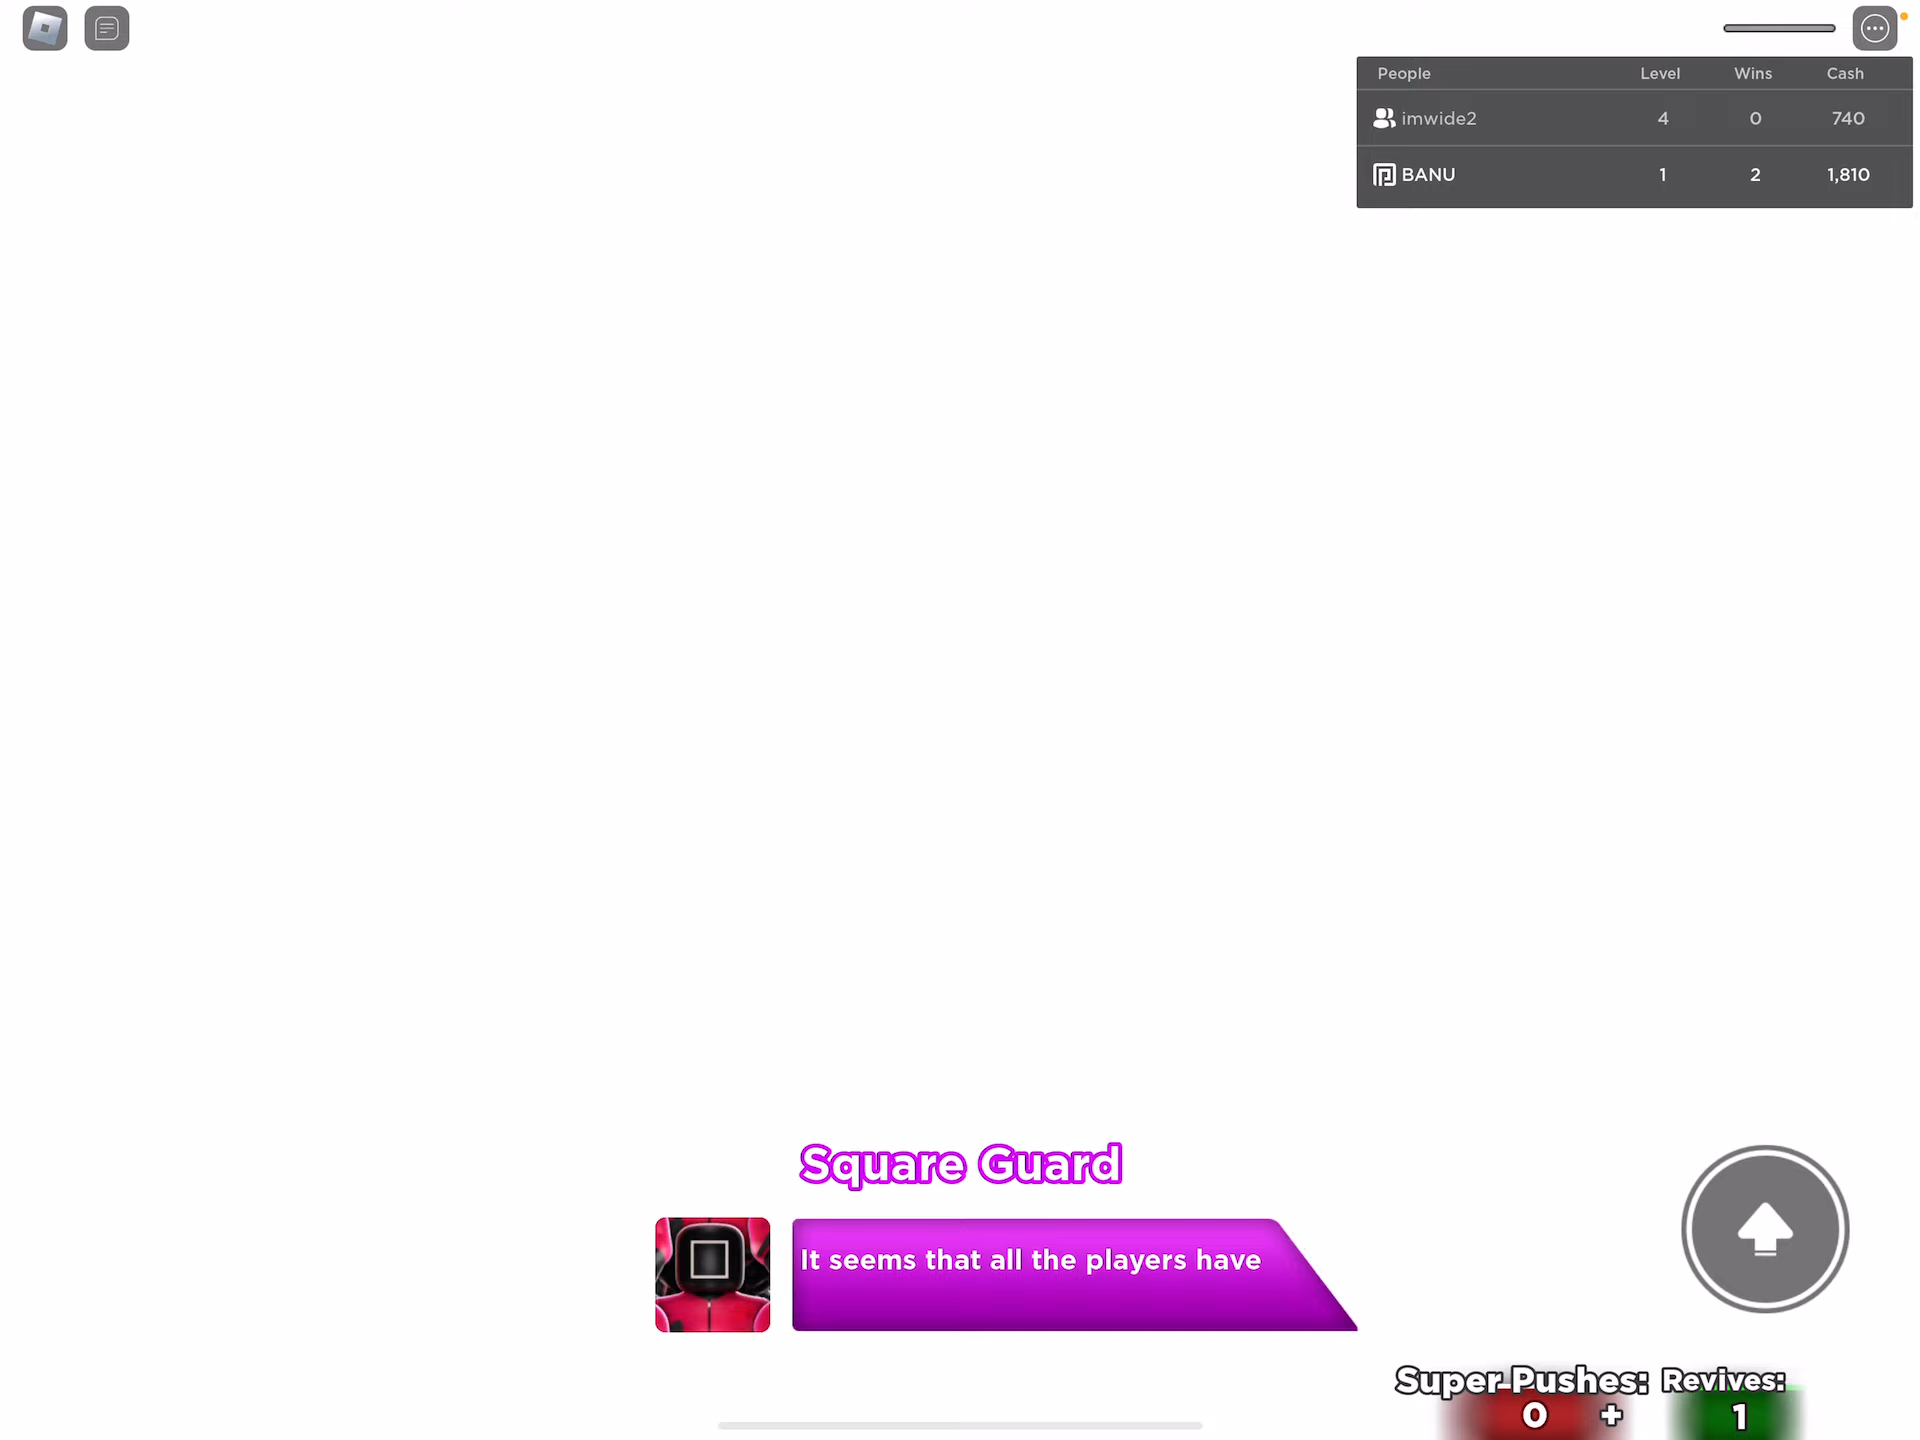 People Level Wins Cash
imwide2 4 0 740
BANU 1 2 1,810
Square Guard
It seems that all the players have
Super Pushes: Revives:
0 + 1